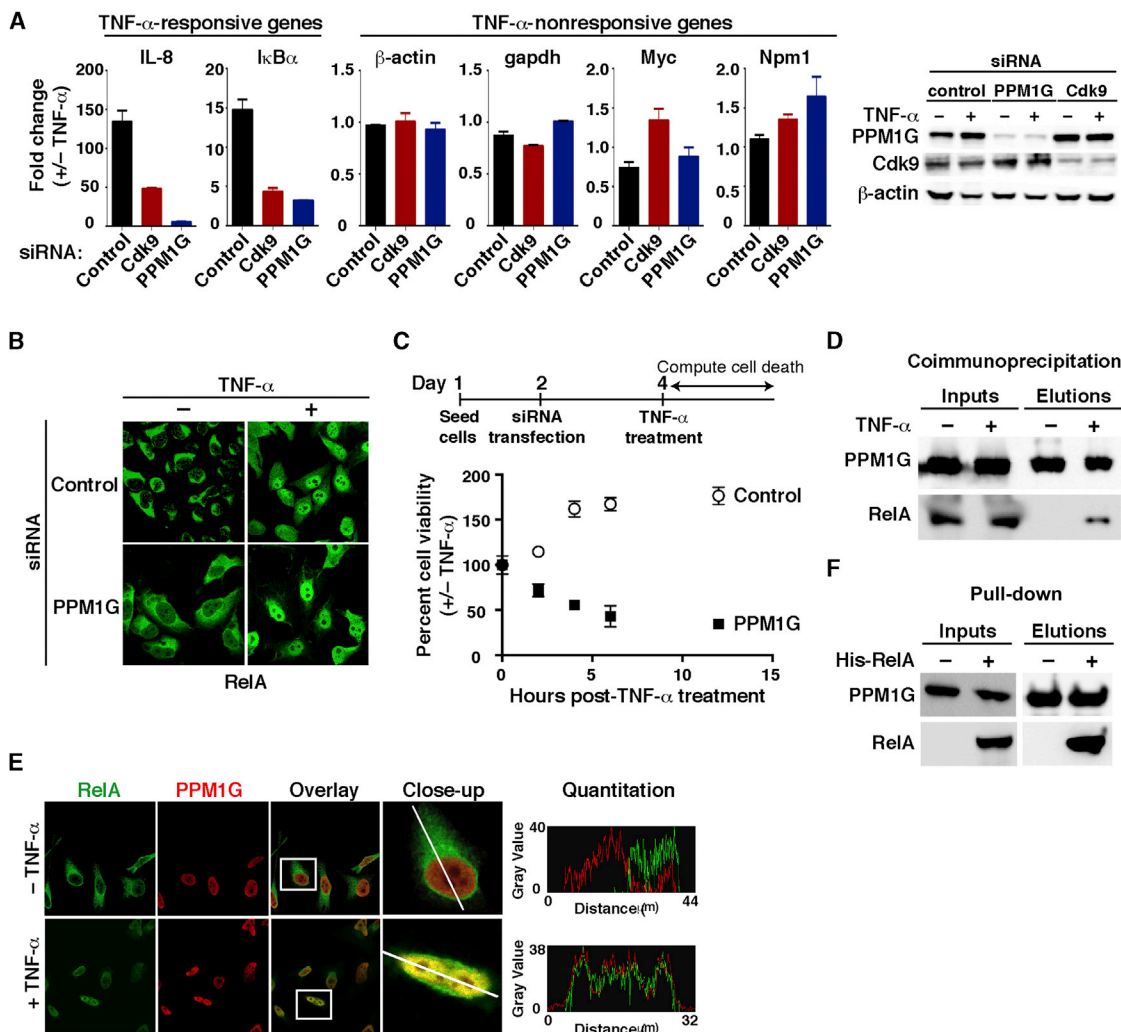 A
TNF-α-responsive genes
TNF-α-nonresponsive genes
IL-8
IκBα
β-actin
gapdh
Myc
Npm1
Fold change
(+/− TNF-α)
200
150
100
50
0
20
15
10
5
0
1.5
1.0
0.5
0
1.5
1.0
0.5
0
2.0
1.5
1.0
0.5
0
2.0
1.5
1.0
0.5
0
siRNA:
Control
Cdk9
PPM1G
Control
Cdk9
PPM1G
Control
Cdk9
PPM1G
Control
Cdk9
PPM1G
Control
Cdk9
PPM1G
Control
Cdk9
PPM1G
siRNA
control PPM1G Cdk9
TNF-α − + − + − +
PPM1G
Cdk9
β-actin
B
TNF-α
− +
siRNA
Control
PPM1G
RelA
C
Compute cell death
Day 1 2 4
Seed cells
siRNA transfection
TNF-α treatment
Percent cell viability
(+/− TNF-α)
200
150
100
50
0
Control
PPM1G
0 5 10 15
Hours post-TNF-α treatment
D
Coimmunoprecipitation
Inputs Elutions
TNF-α − + − +
PPM1G
RelA
F
Pull-down
Inputs Elutions
His-RelA − + − +
PPM1G
RelA
E
RelA PPM1G Overlay Close-up Quantitation
− TNF-α
+ TNF-α
Gray Value
40
0
0 44
Distance (m)
Gray Value
38
0
0 32
Distance (m)